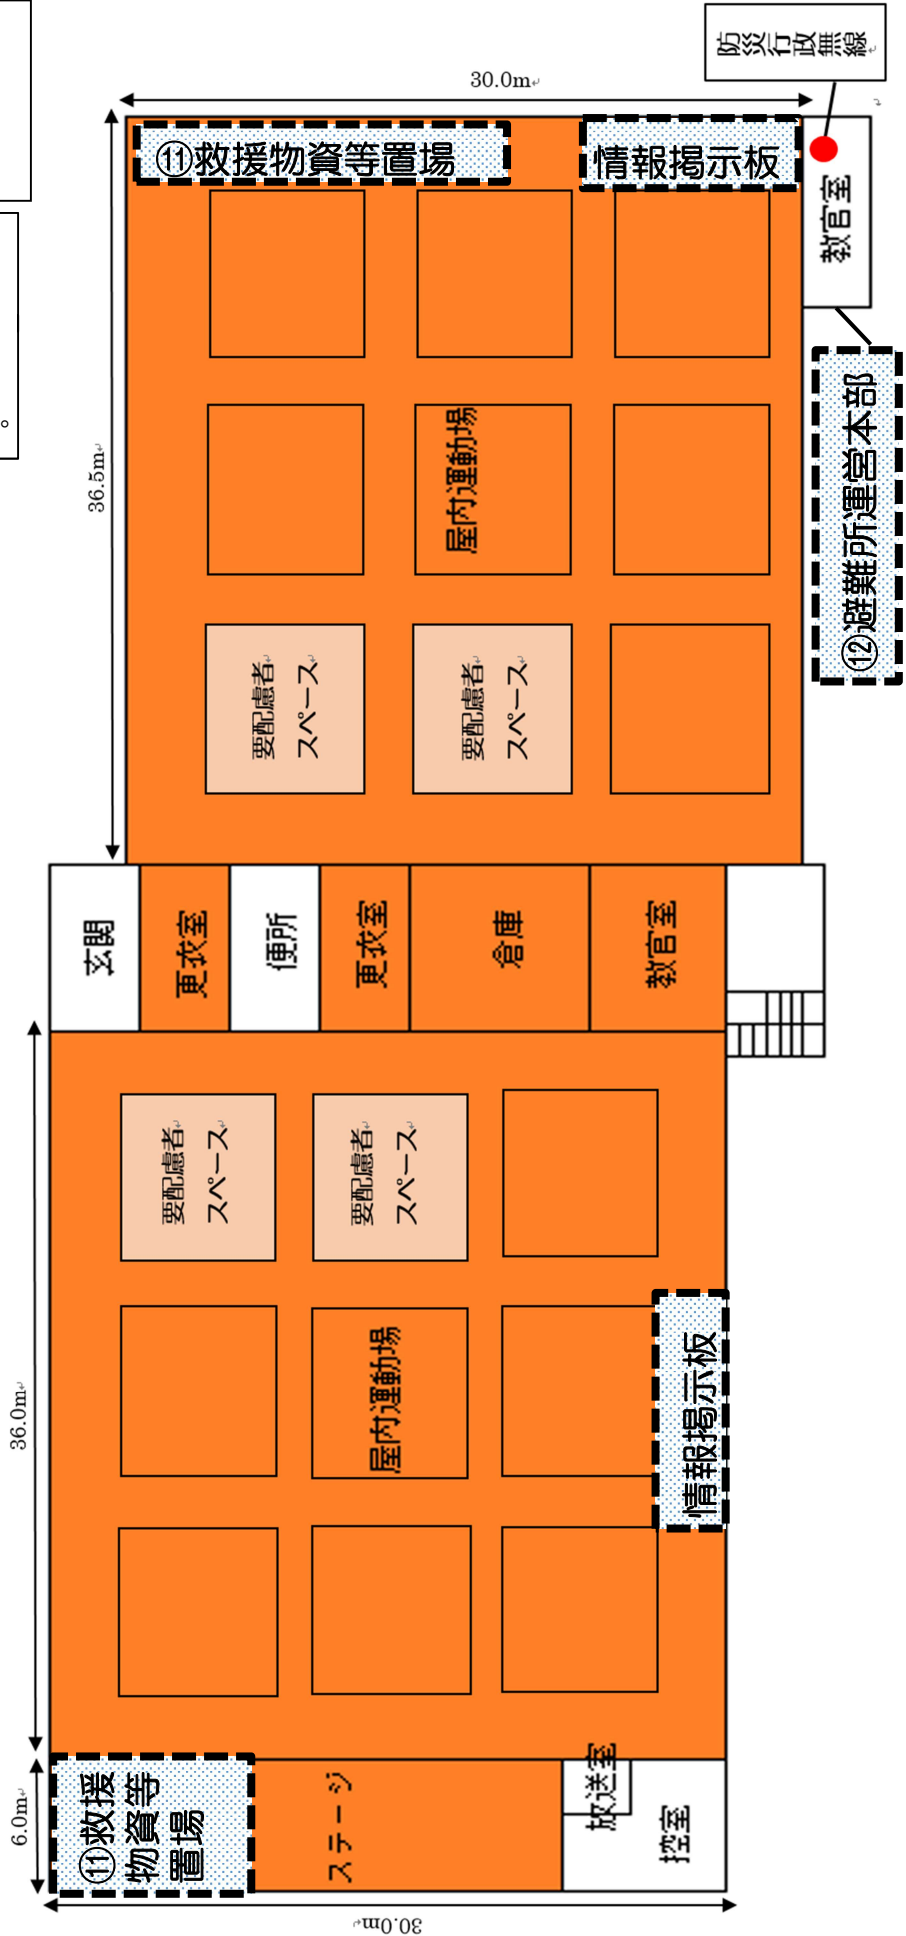 防災行政無線
30.0m
⑪救援物資等置場
情報掲示板
教官室
36.5m
屋内運動場
⑫避難所運営本部
要配慮者
スペース
要配慮者
スペース
玄関
更衣室
便所
更衣室
倉庫
教官室
要配慮者
スペース
要配慮者
スペース
36.0m
屋内運動場
情報掲示板
6.0m
⑪救援
物資等
置場
ステージ
放送室
控室
30.0m
。